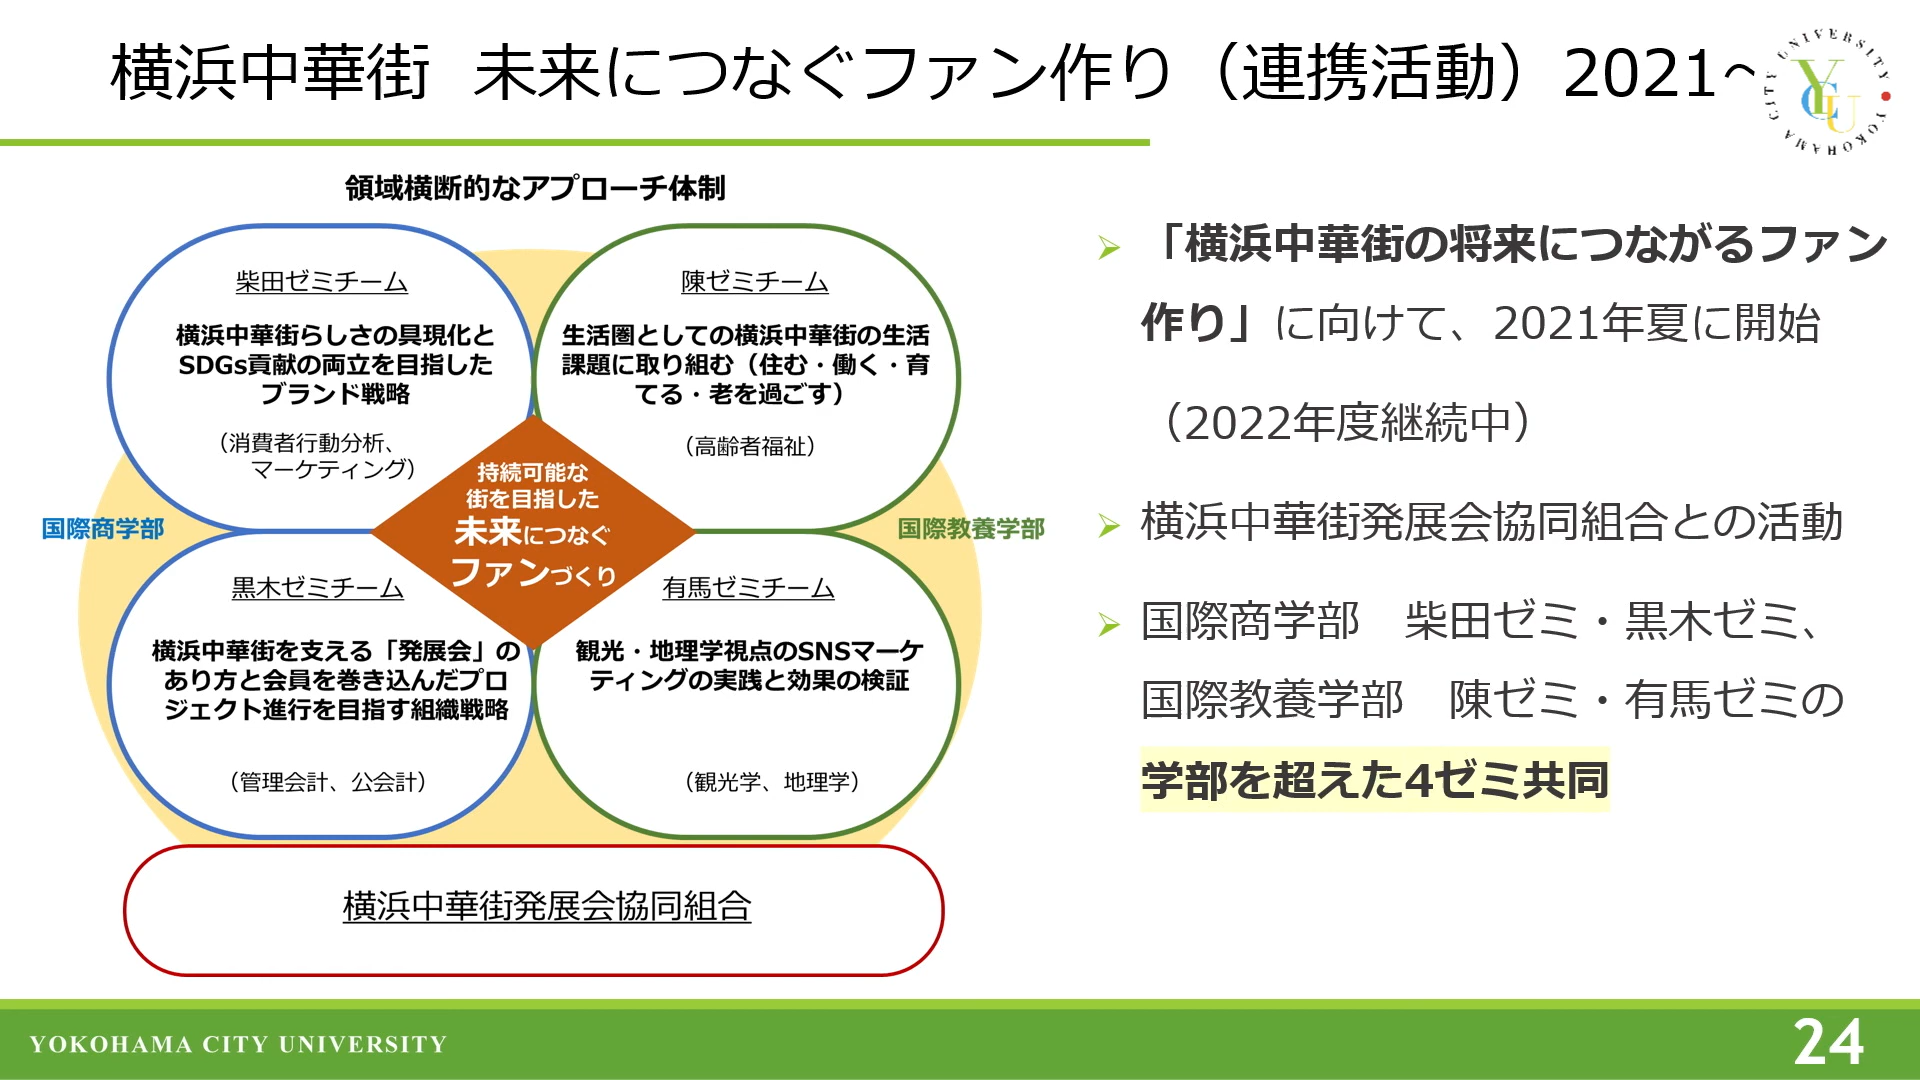 横浜中華街 未来につなぐファン作り（連携活動）2021~
YOKOHAMA CITY UNIVERSITY
YCU
領域横断的なアプローチ体制
柴田ゼミチーム
横浜中華街らしさの具現化と
SDGs貢献の両立を目指した
ブランド戦略
（消費者行動分析、
マーケティング）
陳ゼミチーム
生活圏としての横浜中華街の生活
課題に取り組む（住む・働く・育
てる・老を過ごす）
（高齢者福祉）
持続可能な
街を目指した
未来につなぐ
ファンづくり
国際商学部
国際教養学部
黒木ゼミチーム
横浜中華街を支える「発展会」の
あり方と会員を巻き込んだプロ
ジェクト進行を目指す組織戦略
（管理会計、公会計）
有馬ゼミチーム
観光・地理学視点のSNSマーケ
ティングの実践と効果の検証
（観光学、地理学）
横浜中華街発展会協同組合
「横浜中華街の将来につながるファン
作り」に向けて、2021年夏に開始
（2022年度継続中）
横浜中華街発展会協同組合との活動
国際商学部　柴田ゼミ・黒木ゼミ、
国際教養学部　陳ゼミ・有馬ゼミの
学部を超えた4ゼミ共同
YOKOHAMA CITY UNIVERSITY
24